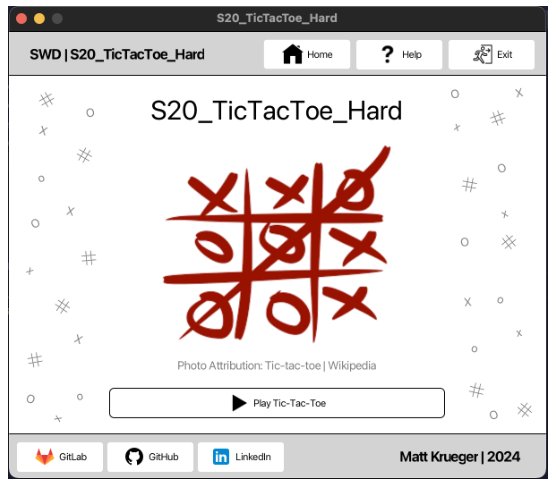 S20_TicTacToe_Hard
SWD | S20_TicTacToe_Hard
Home
Help
Exit
S20_TicTacToe_Hard
Photo Attribution: Tic-tac-toe | Wikipedia
Play Tic-Tac-Toe
GitLab
GitHub
LinkedIn
Matt Krueger | 2024